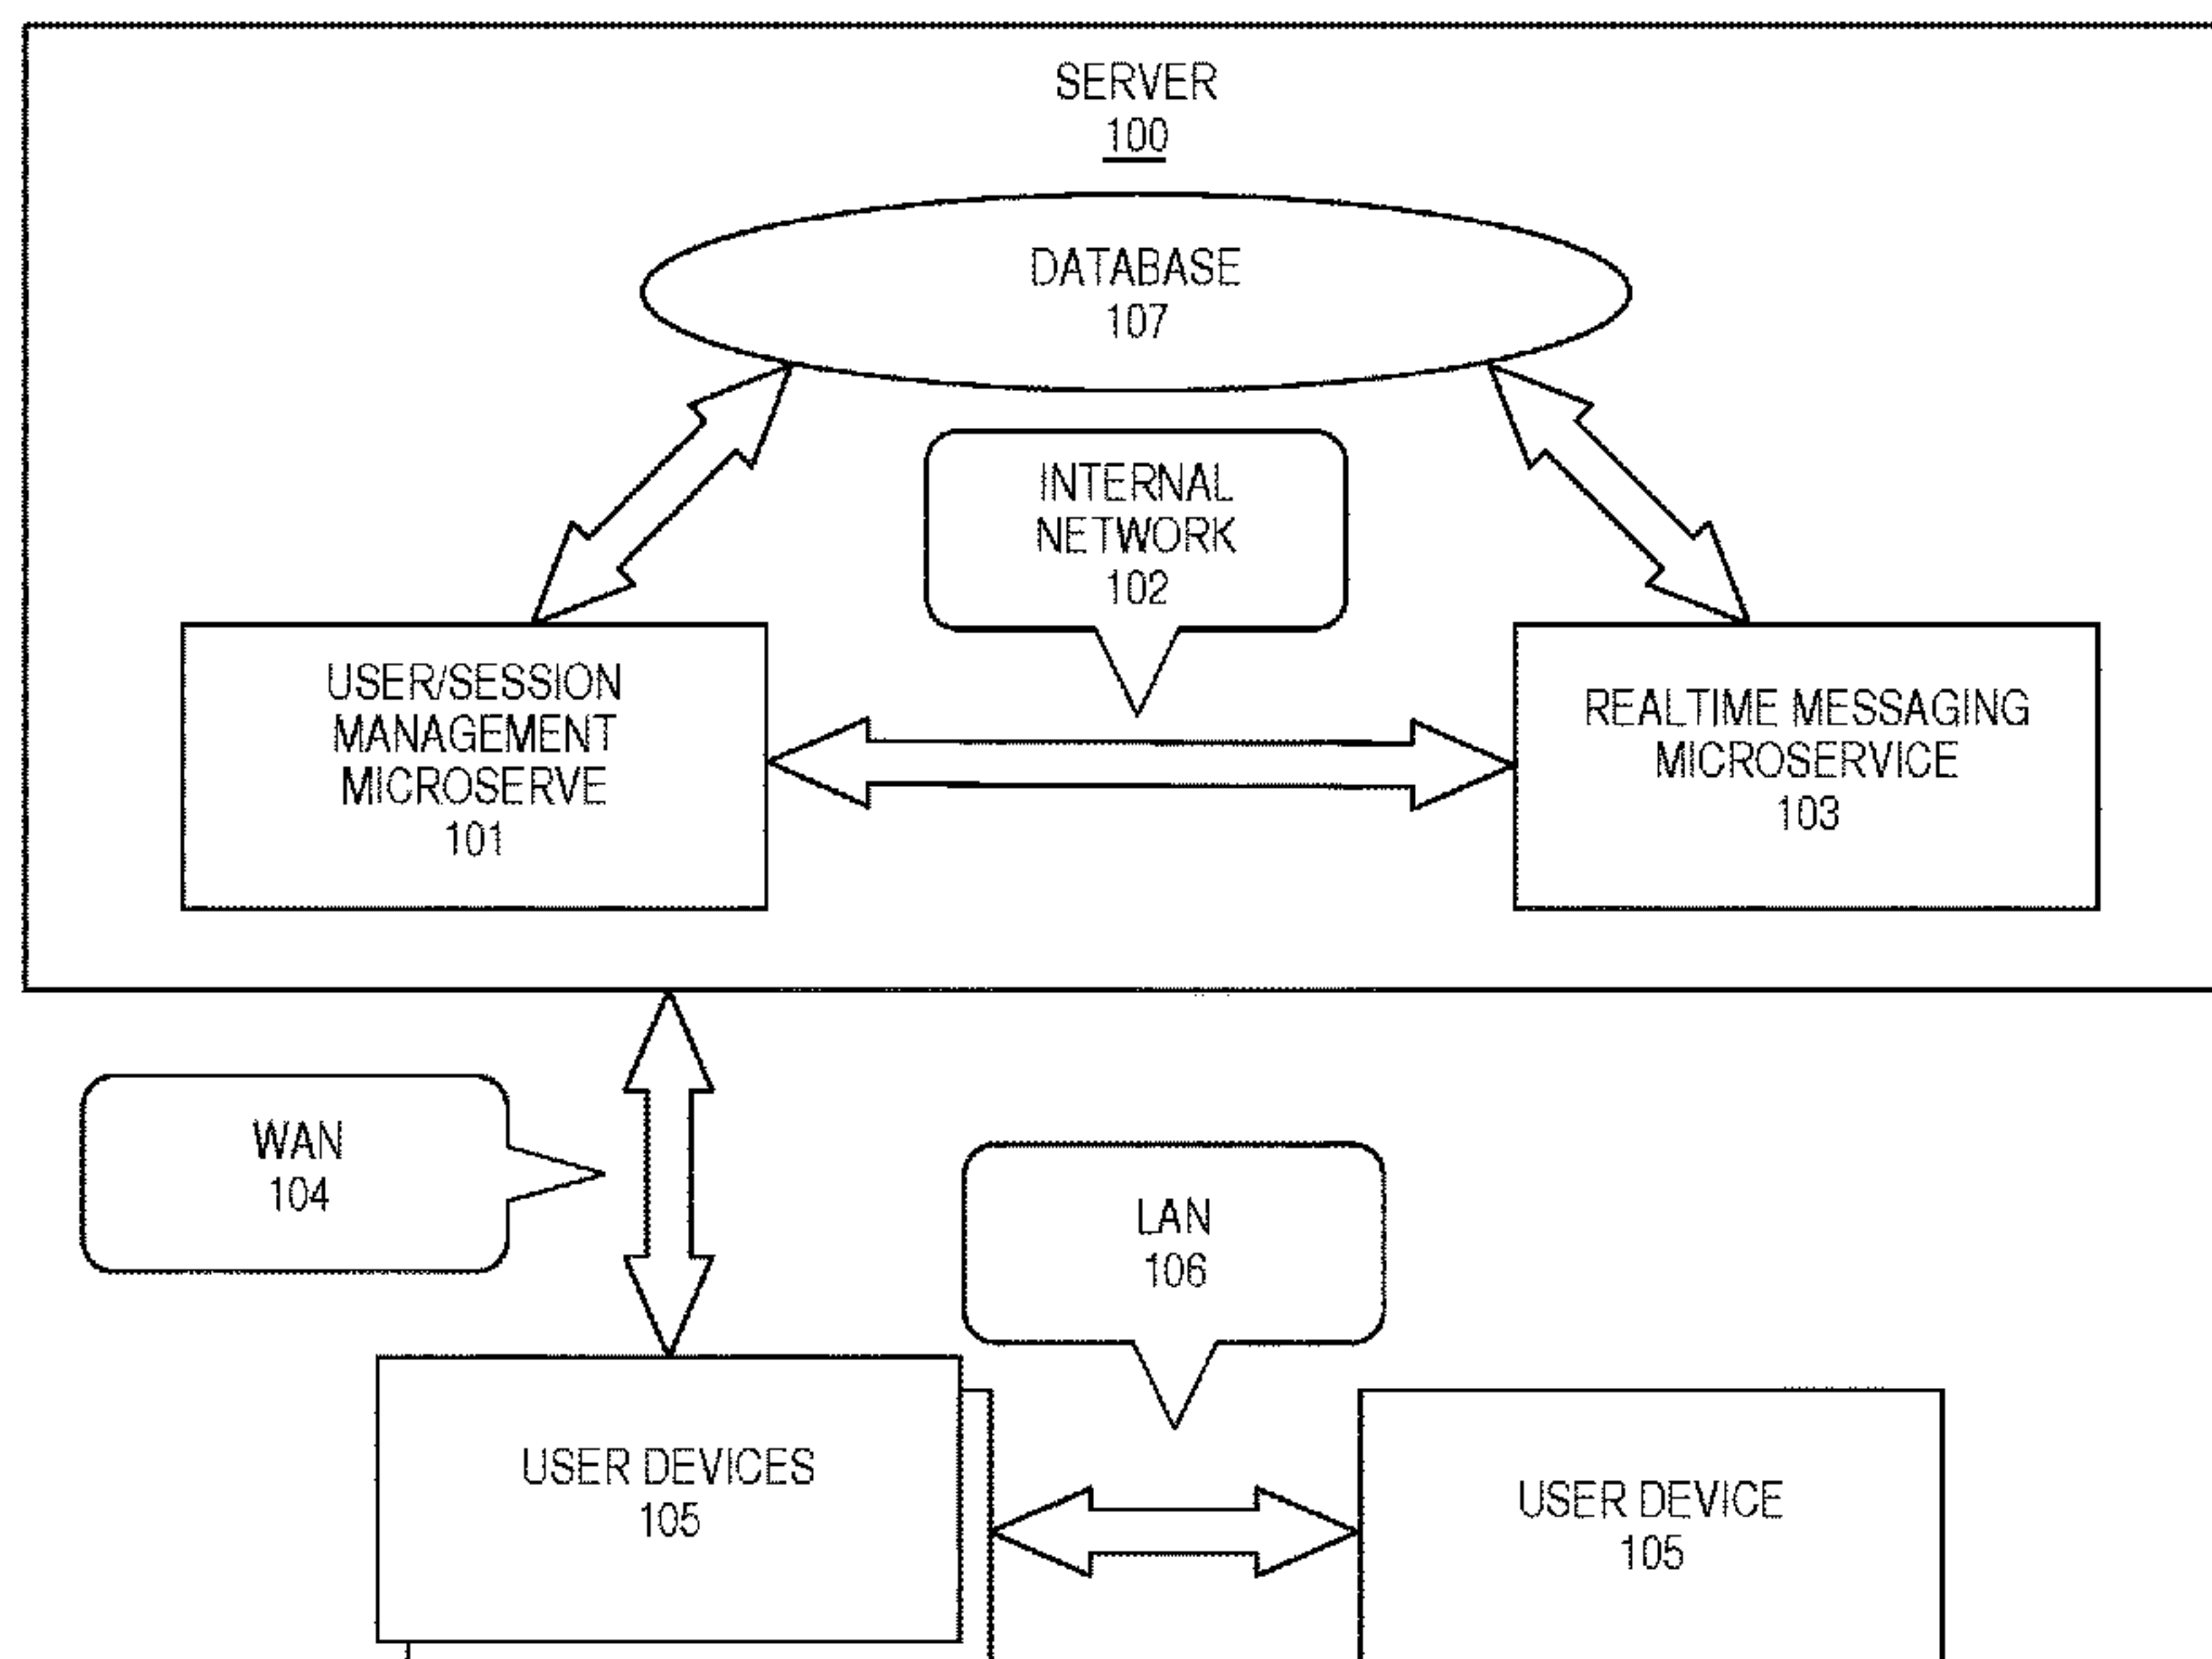 SERVER
100
DATABASE
107
INTERNAL
NETWORK
102
USER/SESSION
MANAGEMENT
MICROSERVE
101
REALTIME MESSAGING
MICROSERVICE
103
WAN
104
LAN
106
USER DEVICES
105
USER DEVICE
105